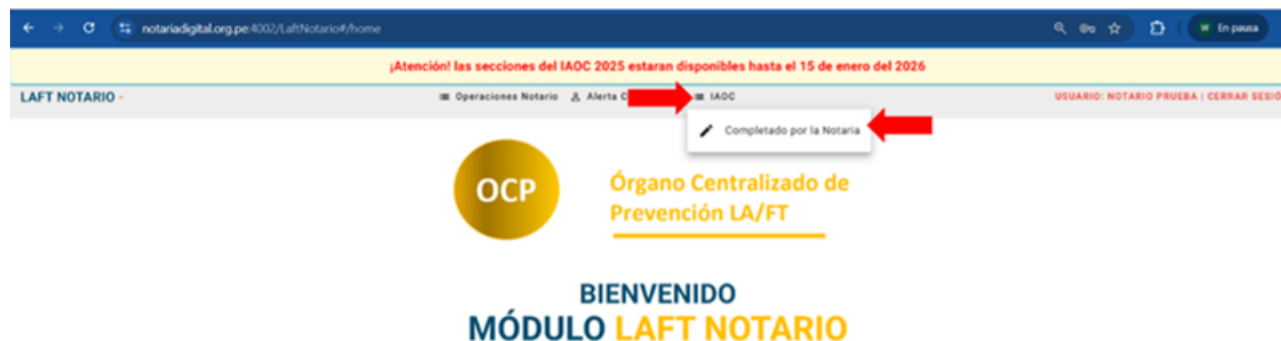 notariadigital.org.pe:4002/LaftNotario#/home
W En pausa
¡Atención! las secciones del IAOC 2025 estaran disponibles hasta el 15 de enero del 2026
LAFT NOTARIO Operaciones Notario Alerta C IAOC USUARIO: NOTARIO PRUEBA | CERRAR SESIÓ
Completado por la Notaria
OCP
Órgano Centralizado de
Prevención LA/FT
BIENVENIDO
MÓDULO LAFT NOTARIO